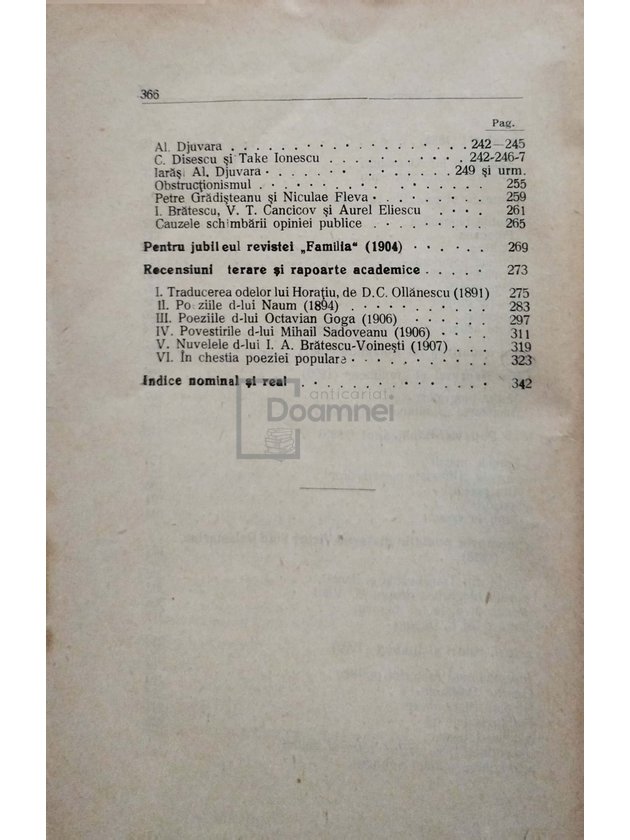 366
Pag.
Al. Djuvara . . . . . . . . . . . . . . . . 242—245
C. Disescu și Take Ionescu . . . . . . . . . . 242-246-7
Iarăși Al. Djuvara . . . . . . . . . . . 249 și urm.
Obstrucționismul . . . . . . . . . . . . . 255
Petre Grădișteanu și Niculae Fleva . . . . . . . . 259
I. Brătescu, V. T. Cancicov și Aurel Eliescu . . . . . 261
Cauzele schimbării opiniei publice . . . . . . . . 265
Pentru jubileul revistei „Familia“ (1904) . . . . . 269
Recensiuni terare și rapoarte academice . . . . . 273
I. Traducerea odelor lui Horațiu, de D.C. Ollănescu (1891) 275
II. Poeziile d-lui Naum (1894) . . . . . . . . . . 283
III. Poeziile d-lui Octavian Goga (1906) . . . . . . 297
IV. Povestirile d-lui Mihail Sadoveanu (1906) . . . . 311
V. Nuvelele d-lui I. A. Brătescu-Voinești (1907) . . . 319
VI. În chestia poeziei populare . . . . . . . . . . 323
Indice nominal și real . . . . . . . . . . . . . 342
anticariat
Doamnei